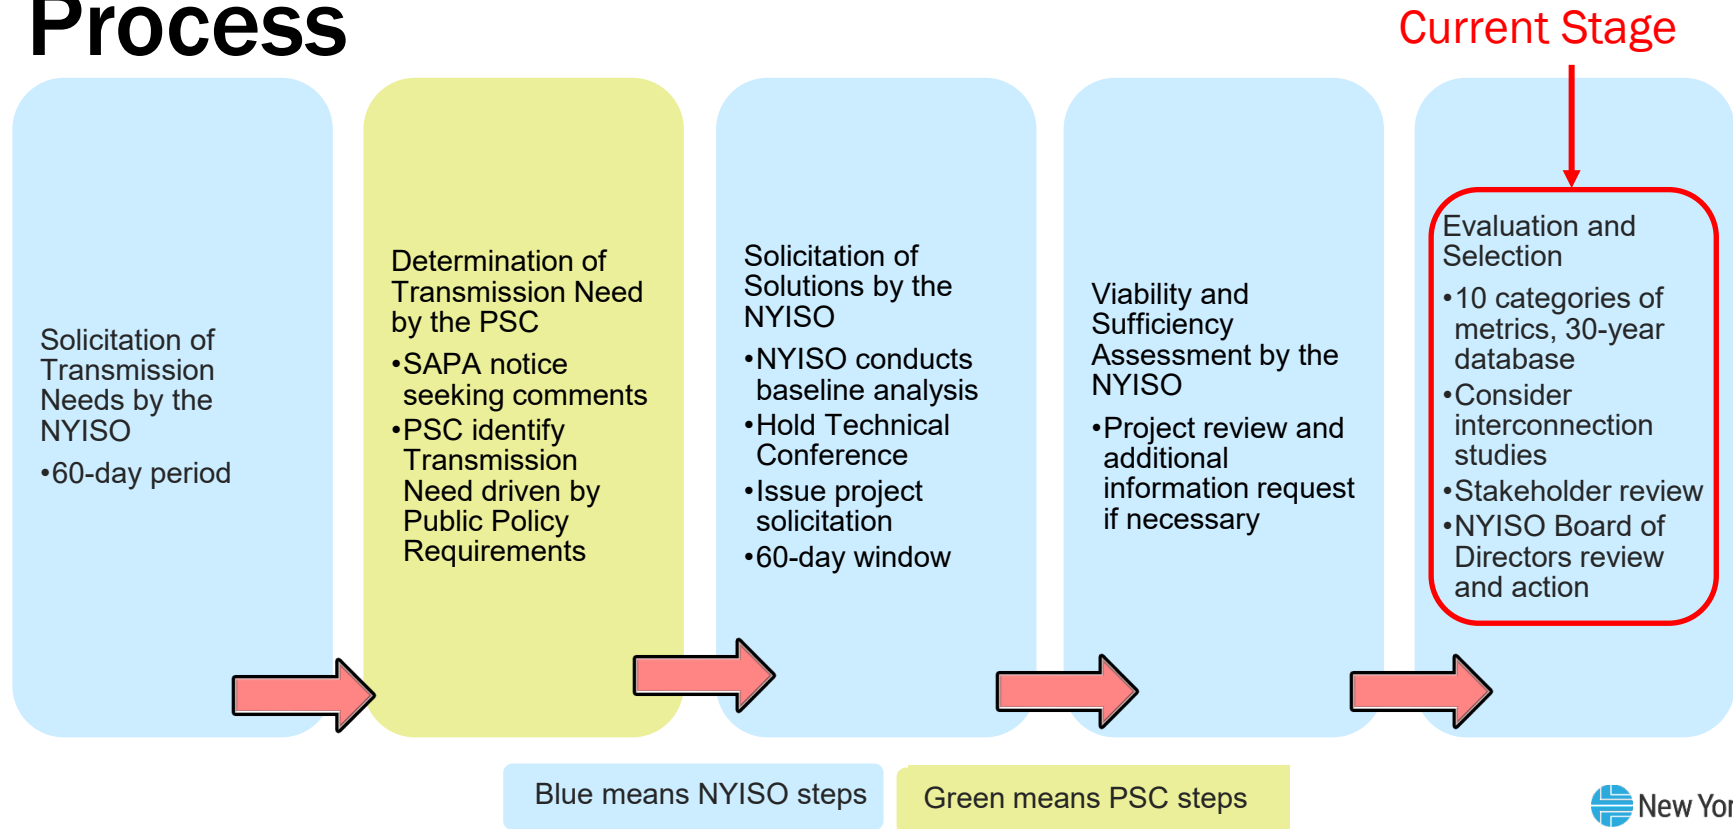 Process
Current Stage
Solicitation of
Transmission
Needs by the
NYISO
•60-day period
Determination of
Transmission Need
by the PSC
•SAPA notice
seeking comments
•PSC identify
Transmission
Need driven by
Public Policy
Requirements
Solicitation of
Solutions by the
NYISO
•NYISO conducts
baseline analysis
•Hold Technical
Conference
•Issue project
solicitation
•60-day window
Viability and
Sufficiency
Assessment by the
NYISO
•Project review and
additional
information request
if necessary
Evaluation and
Selection
•10 categories of
metrics, 30-year
database
•Consider
interconnection
studies
•Stakeholder review
•NYISO Board of
Directors review
and action
Blue means NYISO steps
Green means PSC steps
New Yor